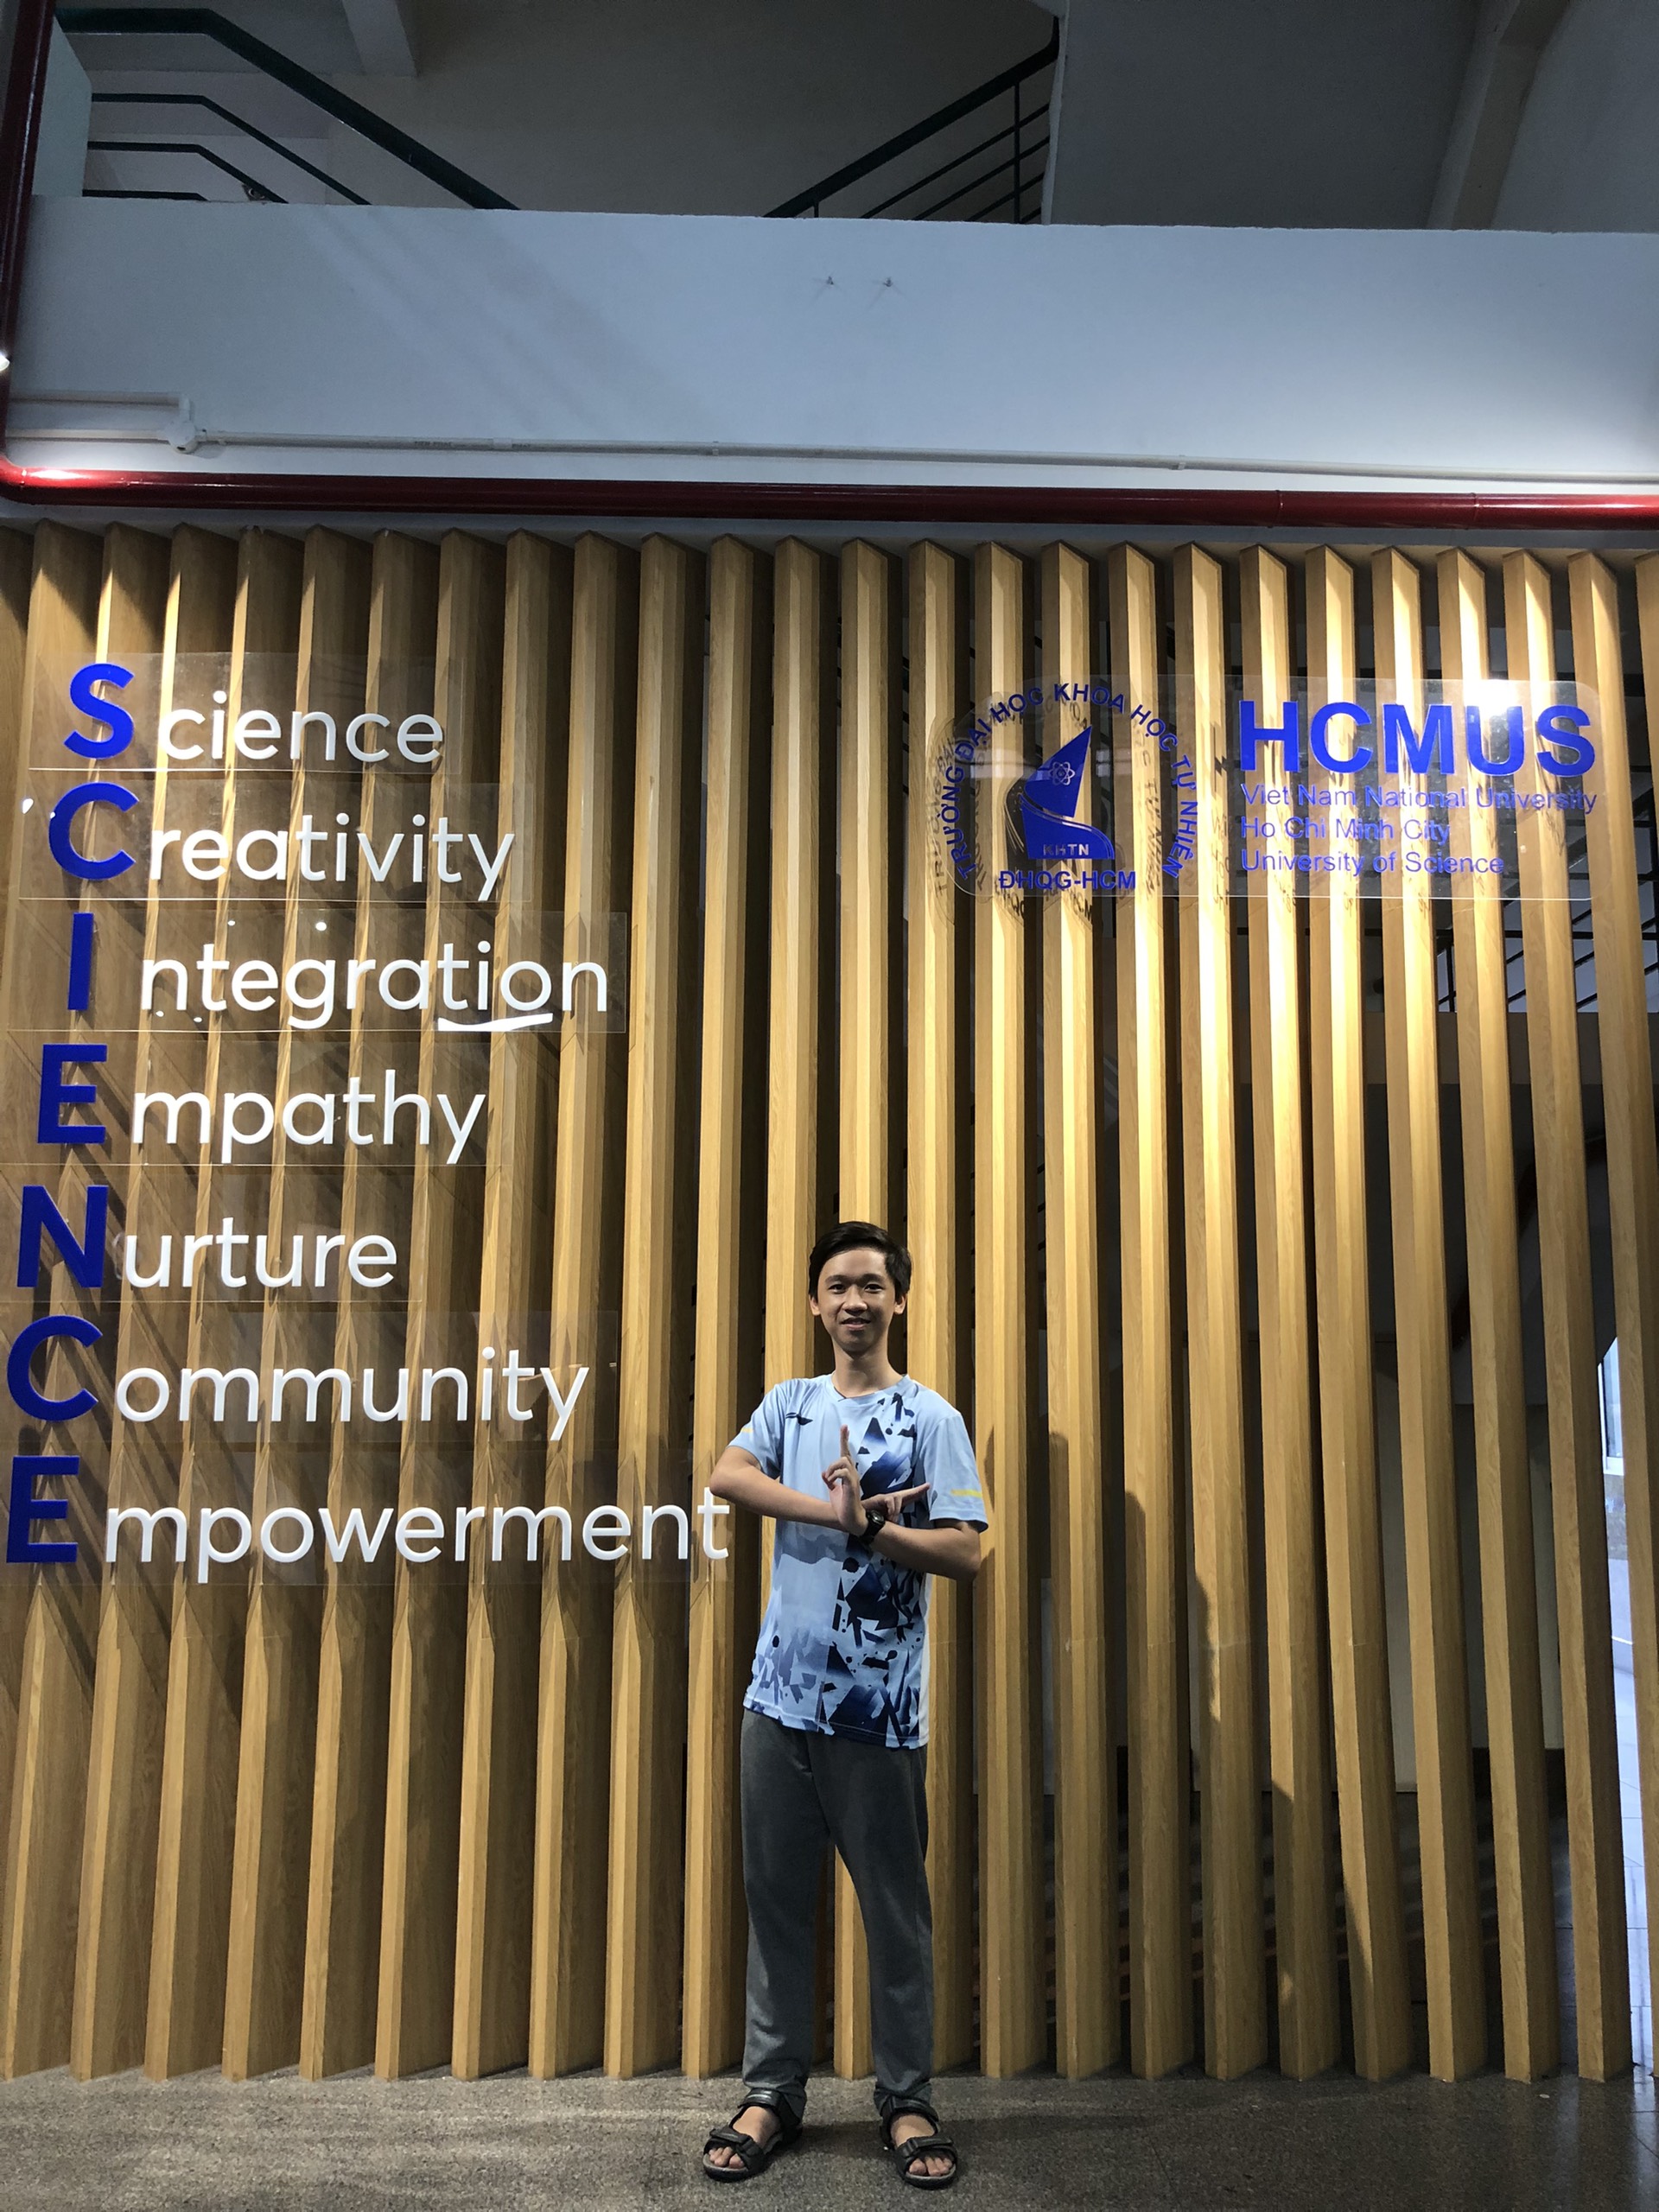 Science
Creativity
Integration
Empathy
Nurture
Community
Empowerment
TRƯỜNG ĐẠI HỌC KHOA HỌC TỰ NHIÊN
KHTN
ĐHQG-HCM
HCMUS
Viet Nam National University
Ho Chi Minh City
University of Science